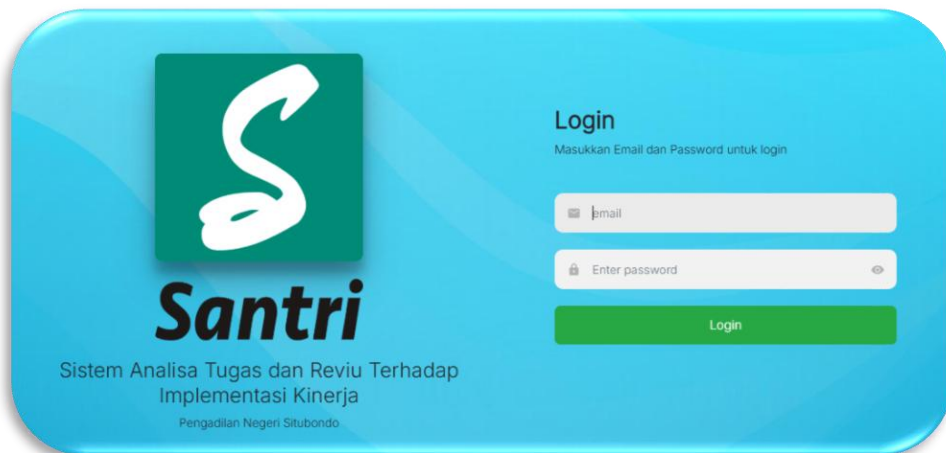 Santri
Sistem Analisa Tugas dan Reviu Terhadap
Implementasi Kinerja
Pengadilan Negeri Situbondo
Login
Masukkan Email dan Password untuk login
email
Enter password
Login